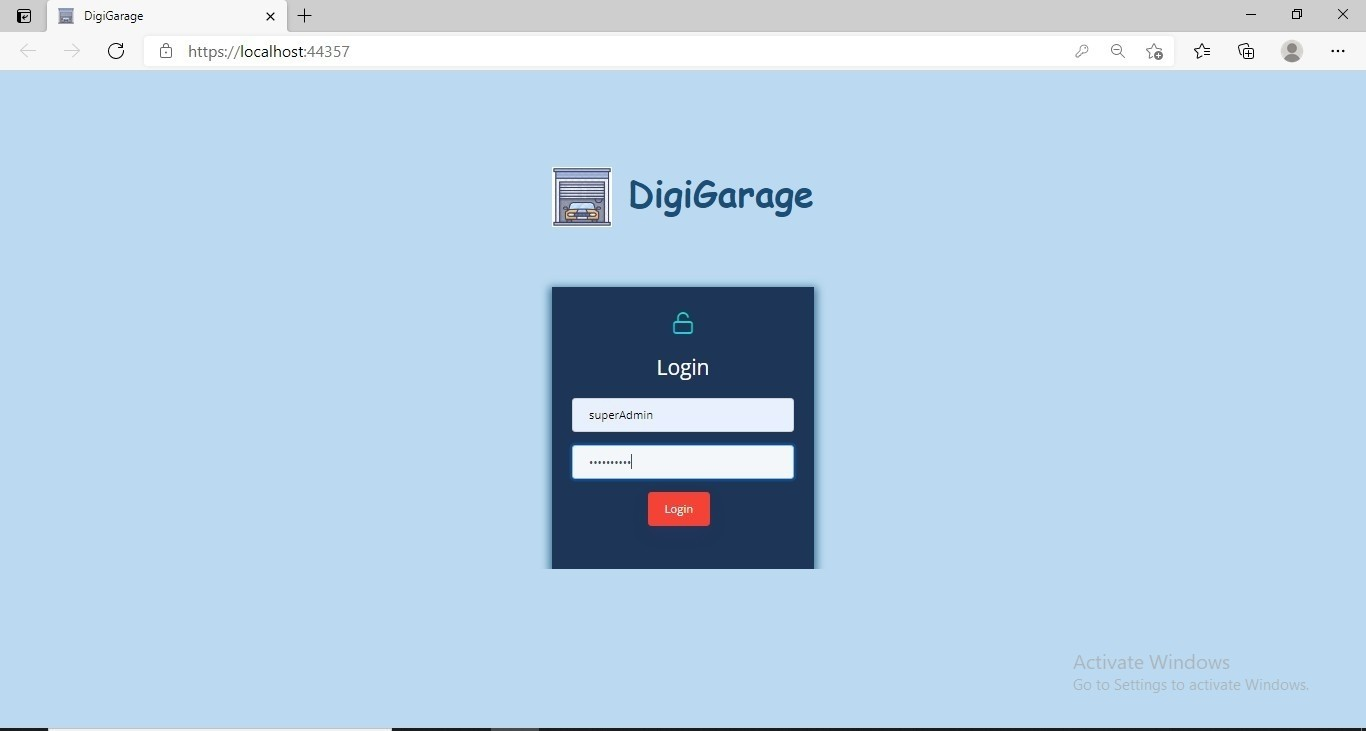 DigiGarage
https://localhost:44357
DigiGarage
Login
superAdmin
••••••••••
Login
Activate Windows
Go to Settings to activate Windows.